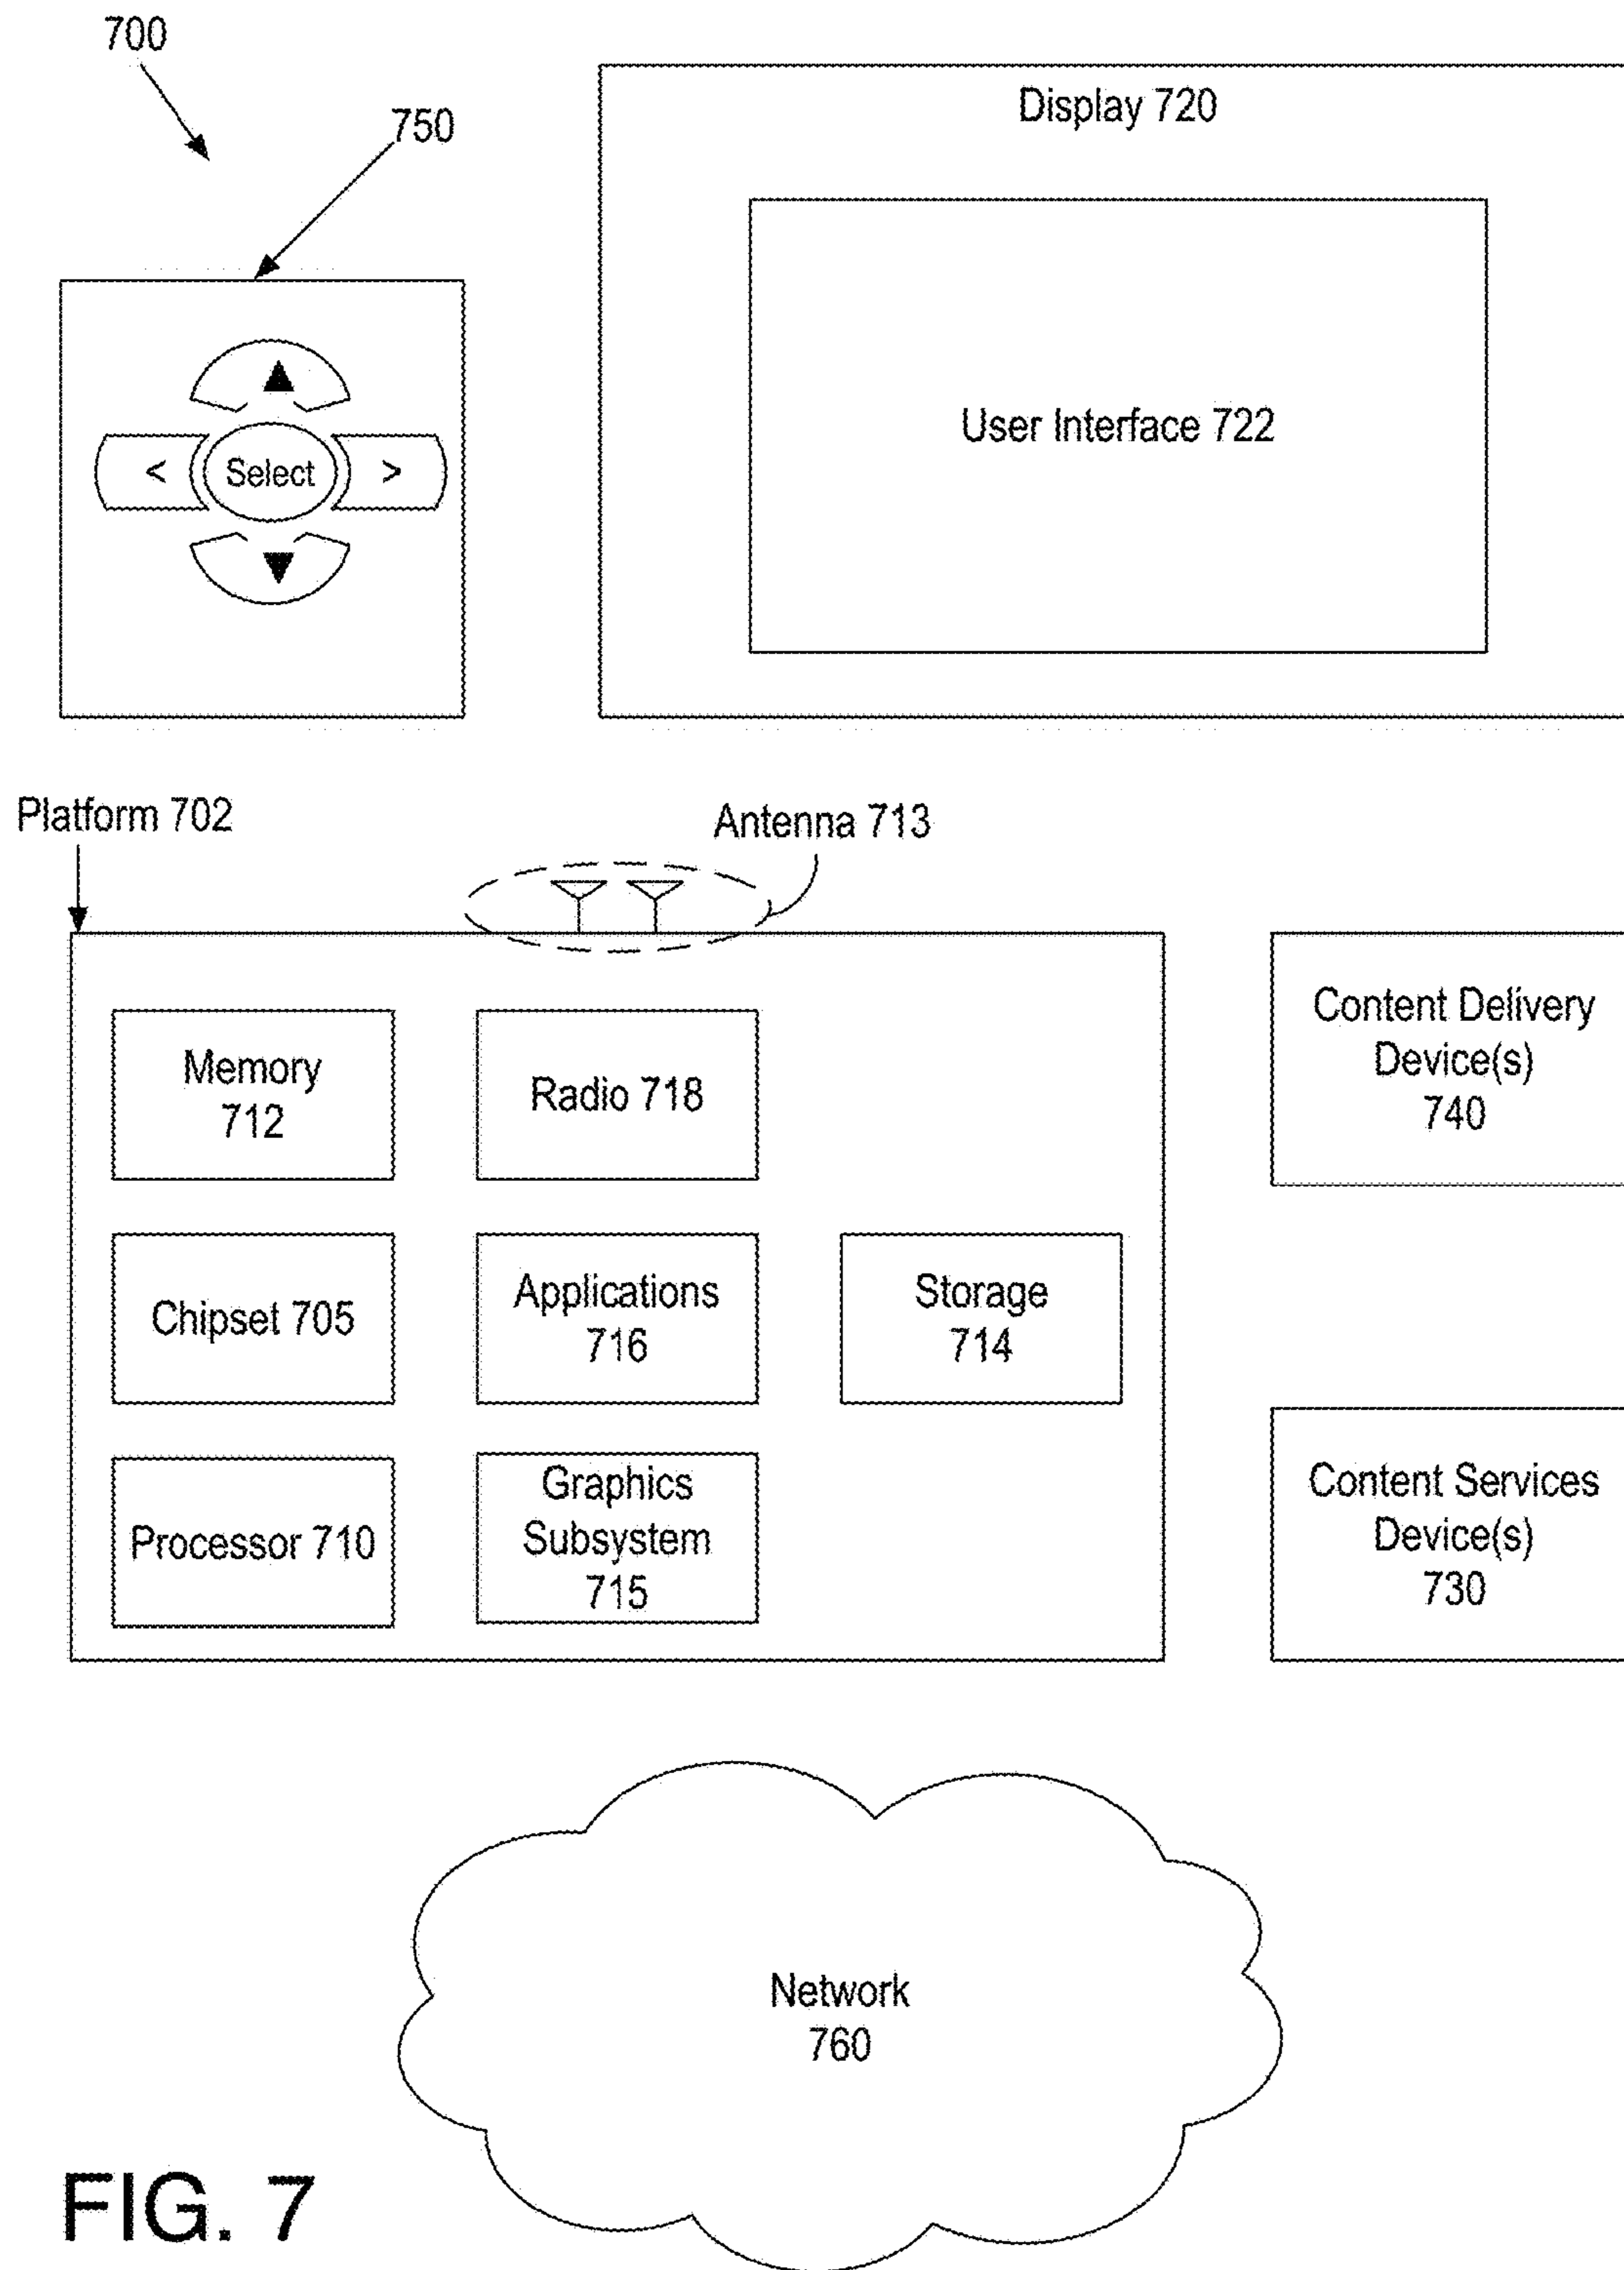 700
750
Display 720
User Interface 722
▲
< Select >
▼
Platform 702
Antenna 713
Memory
712
Radio 718
Content Delivery
Device(s)
740
Chipset 705
Applications
716
Storage
714
Processor 710
Graphics
Subsystem
715
Content Services
Device(s)
730
Network
760
FIG. 7